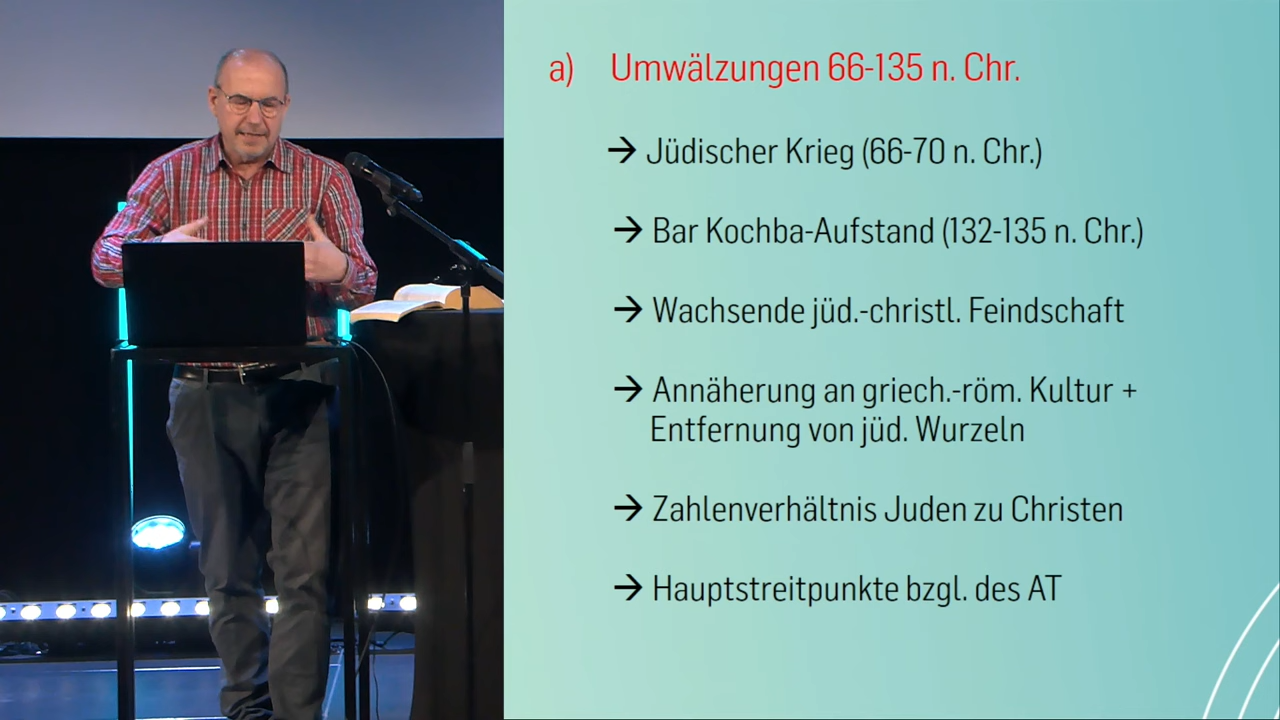 a) Umwälzungen 66-135 n. Chr.
→ Jüdischer Krieg (66-70 n. Chr.)
→ Bar Kochba-Aufstand (132-135 n. Chr.)
→ Wachsende jüd.-christl. Feindschaft
→ Annäherung an griech.-röm. Kultur +
Entfernung von jüd. Wurzeln
→ Zahlenverhältnis Juden zu Christen
→ Hauptstreitpunkte bzgl. des AT